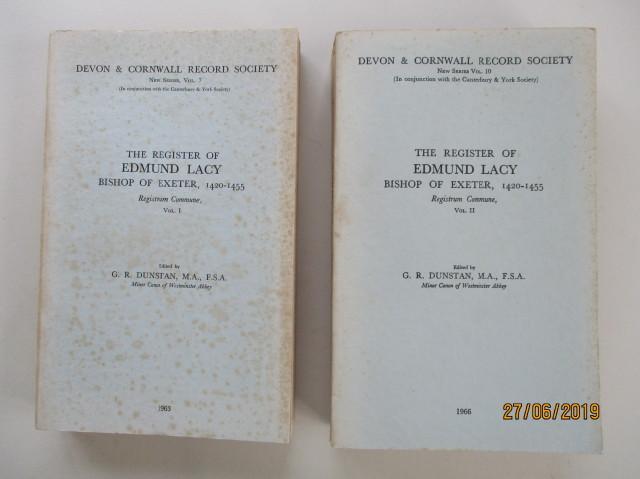 DEVON & CORNWALL RECORD SOCIETY
New Series, Vol. 7
(In conjunction with the Canterbury & York Society)
THE REGISTER OF
EDMUND LACY
BISHOP OF EXETER, 1420-1455
Registrum Commune,
Vol. I
Edited by
G. R. DUNSTAN, M.A., F.S.A.
Minor Canon of Westminster Abbey
1963
DEVON & CORNWALL RECORD SOCIETY
New Series Vol. 10
(In conjunction with the Canterbury & York Society)
THE REGISTER OF
EDMUND LACY
BISHOP OF EXETER, 1420-1455
Registrum Commune,
Vol. II
Edited by
G. R. DUNSTAN, M.A., F.S.A.
Minor Canon of Westminster Abbey
1966
27/06/2019